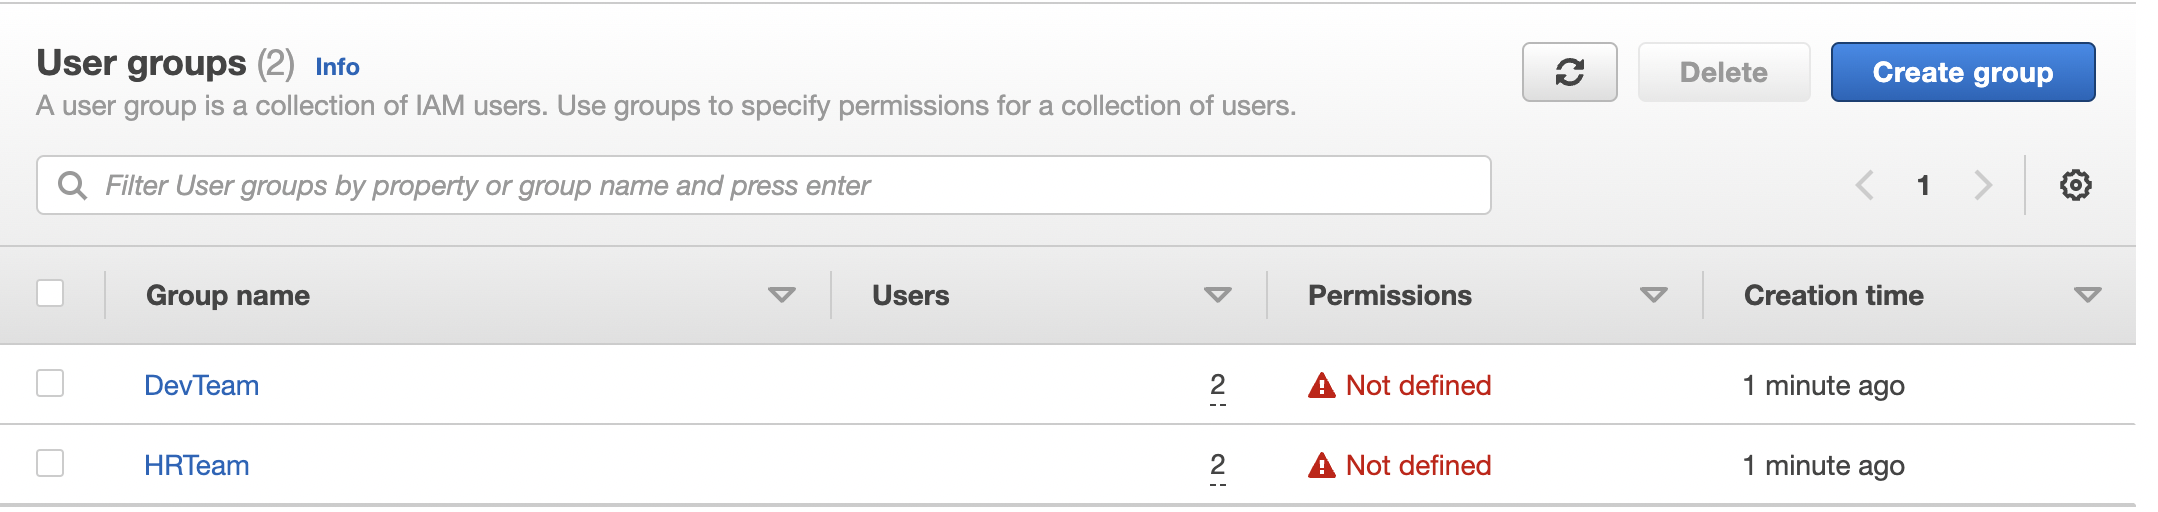 User groups (2) Info
A user group is a collection of IAM users. Use groups to specify permissions for a collection of users.
Delete
Create group
Filter User groups by property or group name and press enter
1
Group name Users Permissions Creation time
DevTeam 2 Not defined 1 minute ago
HRTeam 2 Not defined 1 minute ago